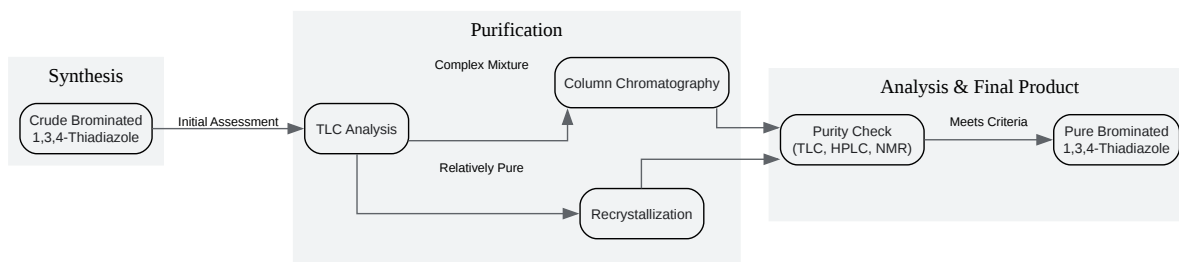 Synthesis
Crude Brominated
1,3,4-Thiadiazole
Initial Assessment
Purification
TLC Analysis
Complex Mixture
Column Chromatography
Relatively Pure
Recrystallization
Analysis & Final Product
Purity Check
(TLC, HPLC, NMR)
Meets Criteria
Pure Brominated
1,3,4-Thiadiazole